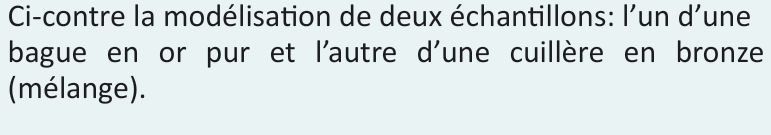 Ci-contre la modélisation de deux échantillons: l’un d’une
bague en or pur et l’autre d’une cuillère en bronze
(mélange).